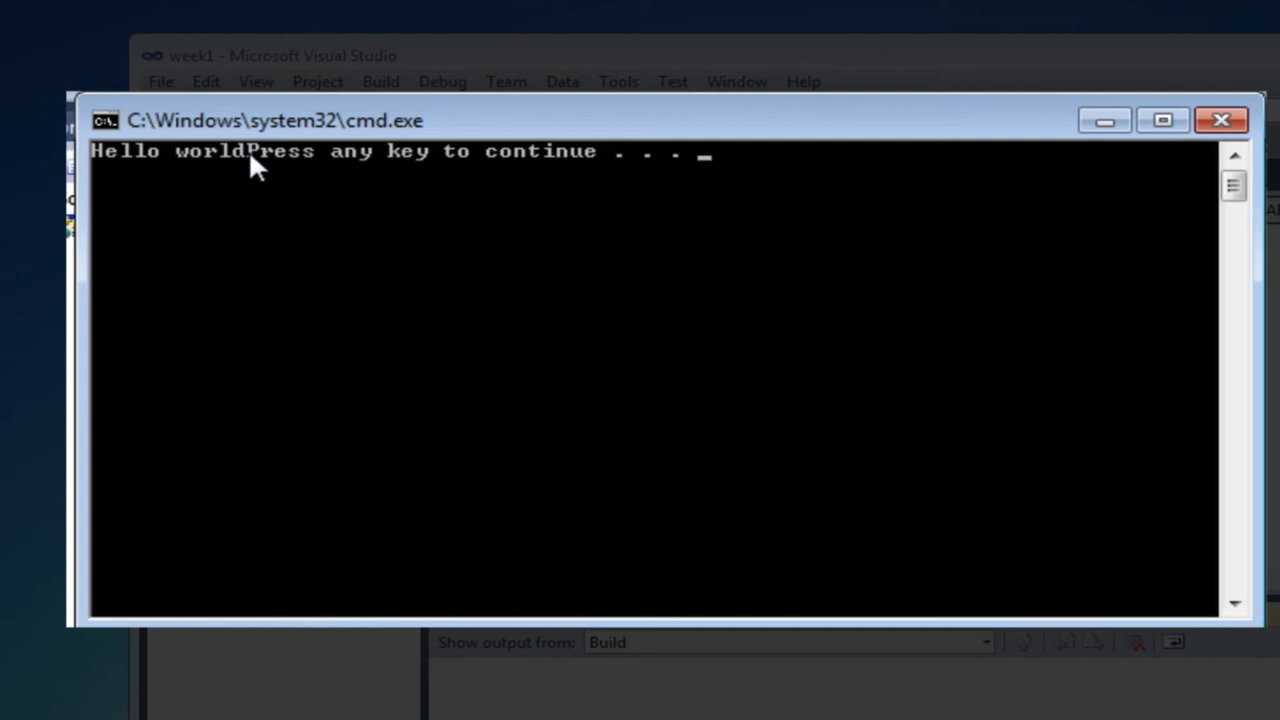 week1 - Microsoft Visual Studio
File Edit View Project Build Debug Team Data Tools Test Window Help
C:\Windows\system32\cmd.exe
Hello worldPress any key to continue . . . _
Show output from: Build